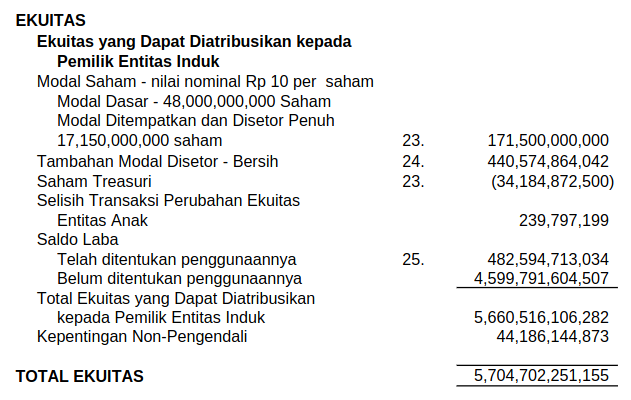 EKUITAS
Ekuitas yang Dapat Diatribusikan kepada
Pemilik Entitas Induk
Modal Saham - nilai nominal Rp 10 per saham
Modal Dasar - 48,000,000,000 Saham
Modal Ditempatkan dan Disetor Penuh
17,150,000,000 saham 23. 171,500,000,000
Tambahan Modal Disetor - Bersih 24. 440,574,864,042
Saham Treasuri 23. (34,184,872,500)
Selisih Transaksi Perubahan Ekuitas
Entitas Anak 239,797,199
Saldo Laba
Telah ditentukan penggunaannya 25. 482,594,713,034
Belum ditentukan penggunaannya 4,599,791,604,507
Total Ekuitas yang Dapat Diatribusikan
kepada Pemilik Entitas Induk 5,660,516,106,282
Kepentingan Non-Pengendali 44,186,144,873
TOTAL EKUITAS 5,704,702,251,155